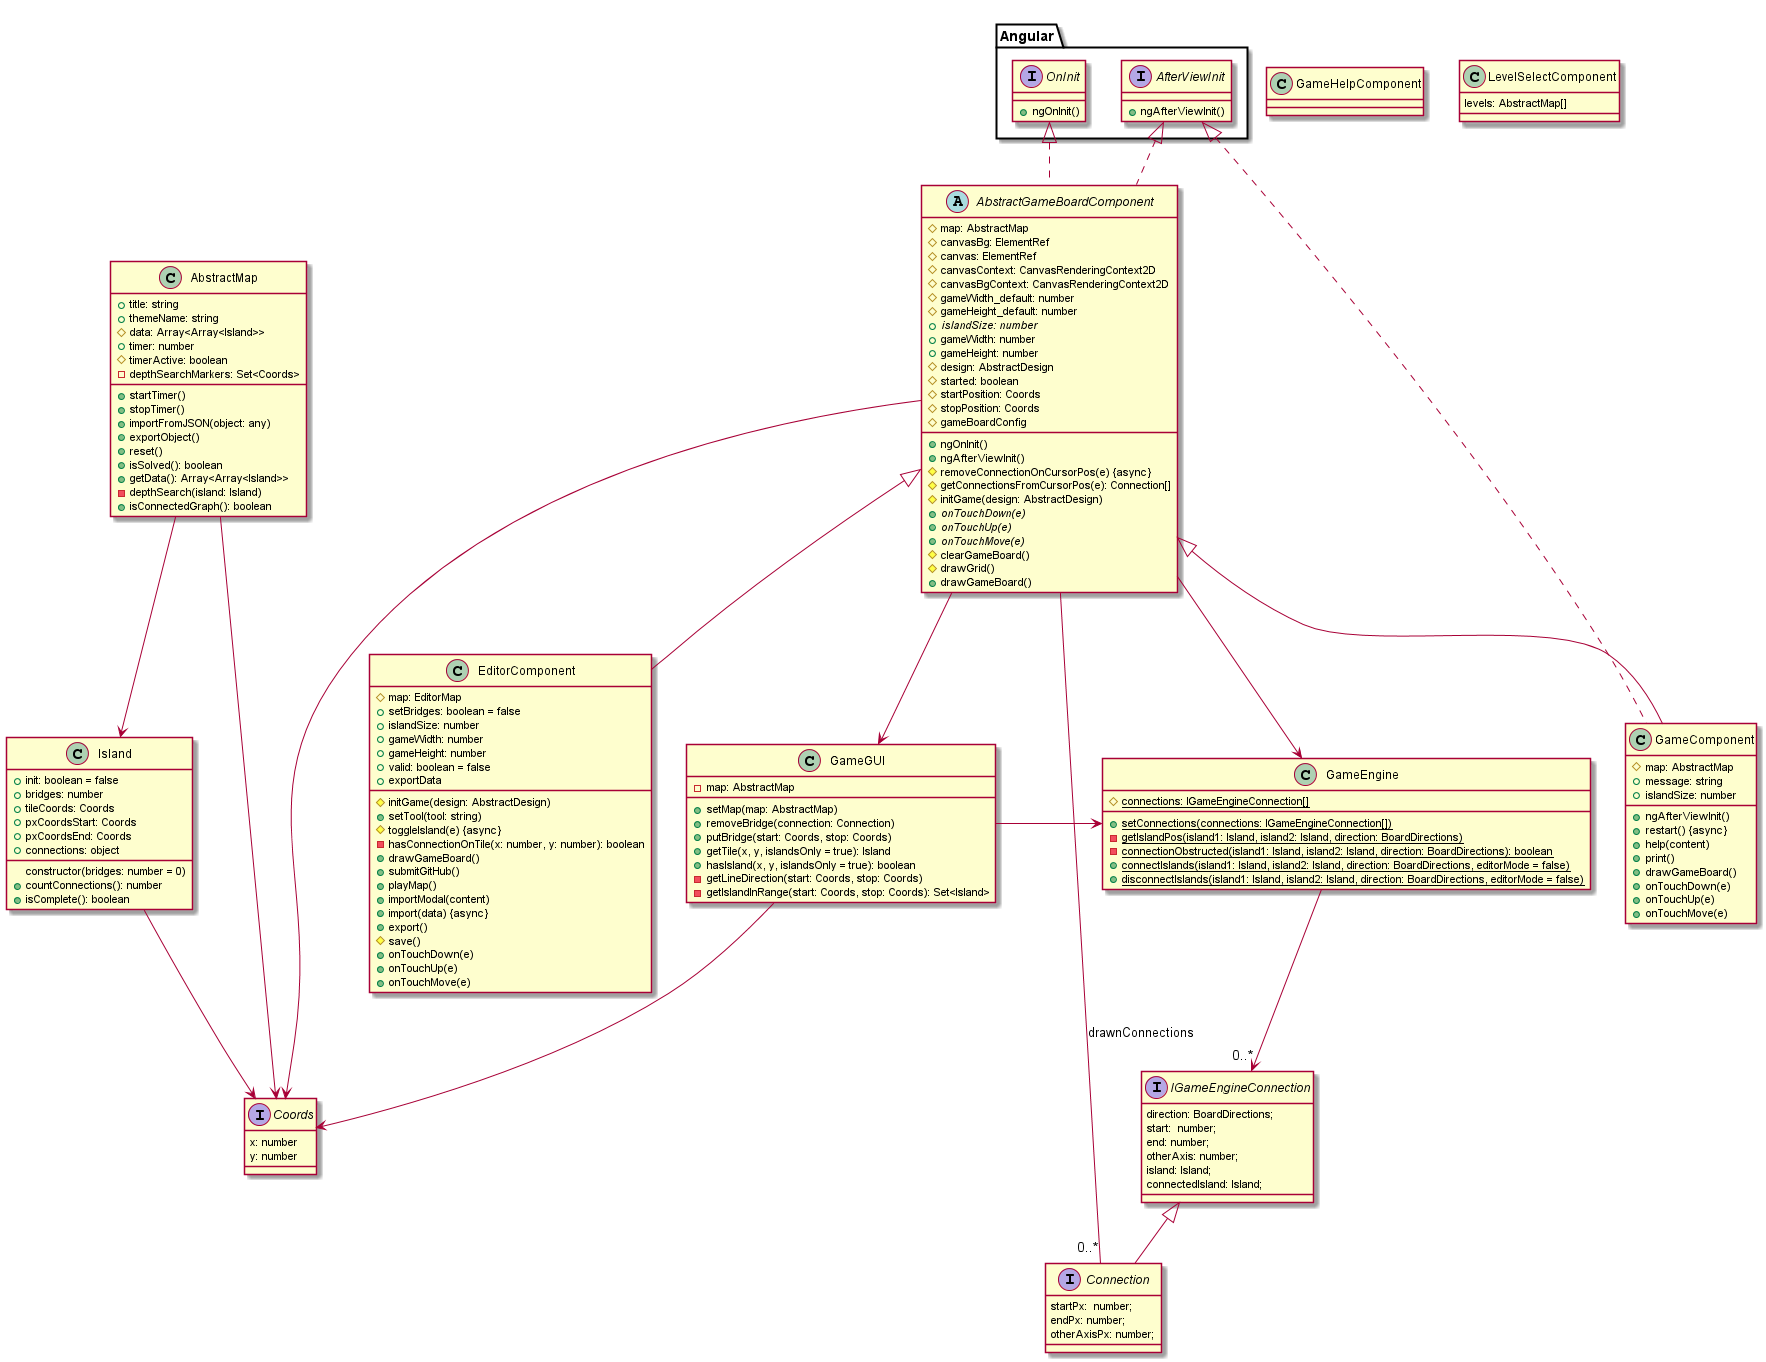 Angular
I OnInit
ngOnInit()
I AfterViewInit
ngAfterViewInit()
C GameHelpComponent
C LevelSelectComponent
levels: AbstractMap[]
A AbstractGameBoardComponent
map: AbstractMap
canvasBg: ElementRef
canvas: ElementRef
canvasContext: CanvasRenderingContext2D
canvasBgContext: CanvasRenderingContext2D
gameWidth_default: number
gameHeight_default: number
islandSize: number
gameWidth: number
gameHeight: number
design: AbstractDesign
started: boolean
startPosition: Coords
stopPosition: Coords
gameBoardConfig
ngOnInit()
ngAfterViewInit()
removeConnectionOnCursorPos(e) {async}
getConnectionsFromCursorPos(e): Connection[]
initGame(design: AbstractDesign)
onTouchDown(e)
onTouchUp(e)
onTouchMove(e)
clearGameBoard()
drawGrid()
drawGameBoard()
C AbstractMap
title: string
themeName: string
data: Array<Array<Island>>
timer: number
timerActive: boolean
depthSearchMarkers: Set<Coords>
startTimer()
stopTimer()
importFromJSON(object: any)
exportObject()
reset()
isSolved(): boolean
getData(): Array<Array<Island>>
depthSearch(island: Island)
isConnectedGraph(): boolean
C Island
init: boolean = false
bridges: number
tileCoords: Coords
pxCoordsStart: Coords
pxCoordsEnd: Coords
connections: object
constructor(bridges: number = 0)
countConnections(): number
isComplete(): boolean
C EditorComponent
map: EditorMap
setBridges: boolean = false
islandSize: number
gameWidth: number
gameHeight: number
valid: boolean = false
exportData
initGame(design: AbstractDesign)
setTool(tool: string)
toggleIsland(e) {async}
hasConnectionOnTile(x: number, y: number): boolean
drawGameBoard()
submitGitHub()
playMap()
importModal(content)
import(data) {async}
export()
save()
onTouchDown(e)
onTouchUp(e)
onTouchMove(e)
C GameGUI
map: AbstractMap
setMap(map: AbstractMap)
removeBridge(connection: Connection)
putBridge(start: Coords, stop: Coords)
getTile(x, y, islandsOnly = true): Island
hasIsland(x, y, islandsOnly = true): boolean
getLineDirection(start: Coords, stop: Coords)
getIslandInRange(start: Coords, stop: Coords): Set<Island>
C GameEngine
connections: IGameEngineConnection[]
setConnections(connections: IGameEngineConnection[])
getIslandPos(island1: Island, island2: Island, direction: BoardDirections)
connectionObstructed(island1: Island, island2: Island, direction: BoardDirections): boolean
connectIslands(island1: Island, island2: Island, direction: BoardDirections, editorMode = false)
disconnectIslands(island1: Island, island2: Island, direction: BoardDirections, editorMode = false)
C GameComponent
map: AbstractMap
message: string
islandSize: number
ngAfterViewInit()
restart() {async}
help(content)
print()
drawGameBoard()
onTouchDown(e)
onTouchUp(e)
onTouchMove(e)
drawnConnections
0..*
I Coords
x: number
y: number
I IGameEngineConnection
direction: BoardDirections;
start:  number;
end: number;
otherAxis: number;
island: Island;
connectedIsland: Island;
0..*
I Connection
startPx:  number;
endPx: number;
otherAxisPx: number;